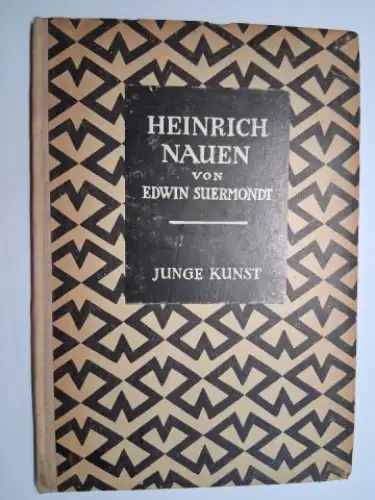 HEINRICH
NAUEN
VON
EDWIN SUERMONDT
JUNGE KUNST